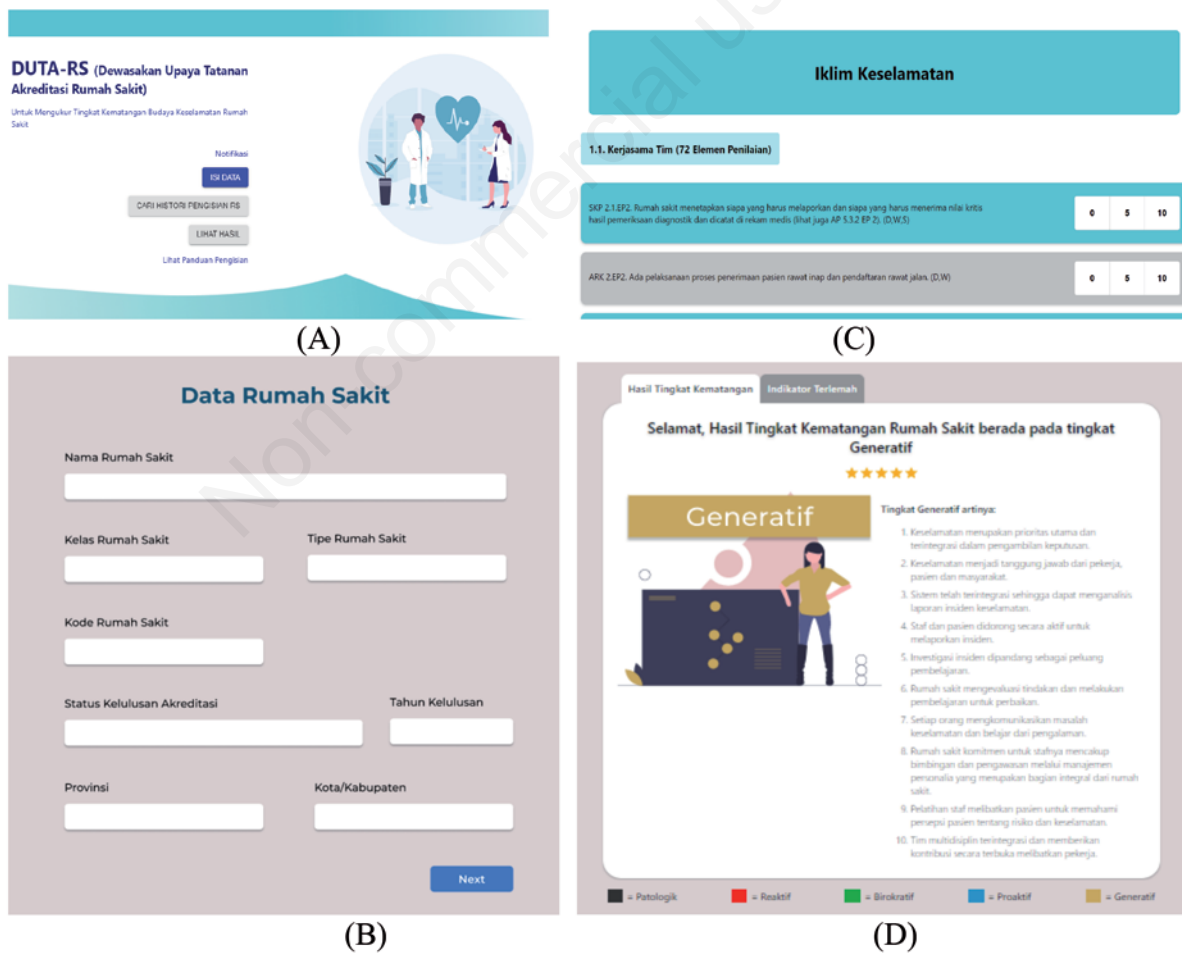 DUTA-RS (Dewasakan Upaya Tatanan
Akreditasi Rumah Sakit)
Untuk Mengukur Tingkat Kematangan Budaya Keselamatan Rumah
Sakit
Notifikasi
ISI DATA
CARI HISTORI PENGISIAN RS
LIHAT HASIL
Lihat Panduan Pengisian
(A)
Iklim Keselamatan
1.1. Kerjasama Tim (72 Elemen Penilaian)
SKP 2.1.EP2. Rumah sakit menetapkan siapa yang harus melaporkan dan siapa yang harus menerima nilai kritis
hasil pemeriksaan diagnostik dan dicatat di rekam medis (lihat juga AP 5.3.2 EP 2). (D,W,S)
0 5 10
ARK 2.EP2. Ada pelaksanaan proses penerimaan pasien rawat inap dan pendaftaran rawat jalan. (D,W)
0 5 10
(C)
Data Rumah Sakit
Nama Rumah Sakit
Kelas Rumah Sakit
Tipe Rumah Sakit
Kode Rumah Sakit
Status Kelulusan Akreditasi
Tahun Kelulusan
Provinsi
Kota/Kabupaten
Next
(B)
Hasil Tingkat Kematangan
Indikator Terlemah
Selamat, Hasil Tingkat Kematangan Rumah Sakit berada pada tingkat
Generatif
Generatif
Tingkat Generatif artinya:
1. Keselamatan merupakan prioritas utama dan
terintegrasi dalam pengambilan keputusan.
2. Keselamatan menjadi tanggung jawab dari pekerja,
pasien dan masyarakat.
3. Sistem telah terintegrasi sehingga dapat menganalisis
laporan insiden keselamatan.
4. Staf dan pasien didorong secara aktif untuk
melaporkan insiden.
5. Investigasi insiden dipandang sebagai peluang
pembelajaran.
6. Rumah sakit mengevaluasi tindakan dan melakukan
pembelajaran untuk perbaikan.
7. Setiap orang mengkomunikasikan masalah
keselamatan dan belajar dari pengalaman.
8. Rumah sakit komitmen untuk stafnya mencakup
bimbingan dan pengawasan melalui manajemen
personalia yang merupakan bagian integral dari rumah
sakit.
9. Pelatihan staf melibatkan pasien untuk memahami
persepsi pasien tentang risiko dan keselamatan.
10. Tim multidisiplin terintegrasi dan memberikan
kontribusi secara terbuka melibatkan pekerja.
= Patologik
= Reaktif
= Birokratif
= Proaktif
= Generatif
(D)
Non-commercial us